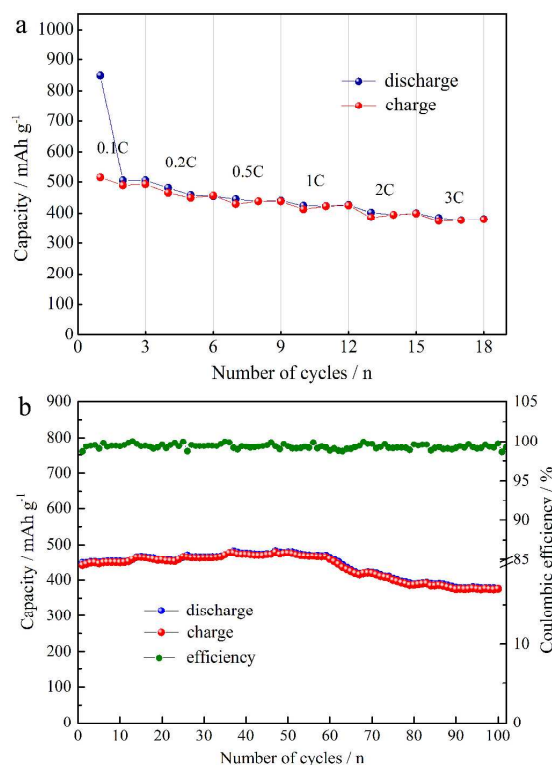 a
1000
900
800
700
600
500
400
300
200
100
0
Capacity / mAh g⁻¹
discharge
charge
0.1C
0.2C
0.5C
1C
2C
3C
0 3 6 9 12 15 18
Number of cycles / n
b
900
800
700
600
500
400
300
200
100
0
Capacity / mAh g⁻¹
discharge
charge
efficiency
105
100
95
90
85
10
0
Coulombic efficiency / %
0 10 20 30 40 50 60 70 80 90 100
Number of cycles / n